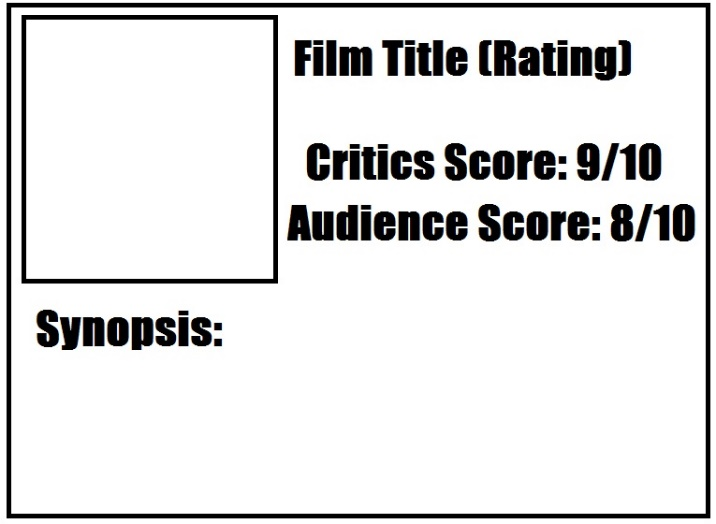 Film Title (Rating)
Critics Score: 9/10
Audience Score: 8/10
Synopsis: